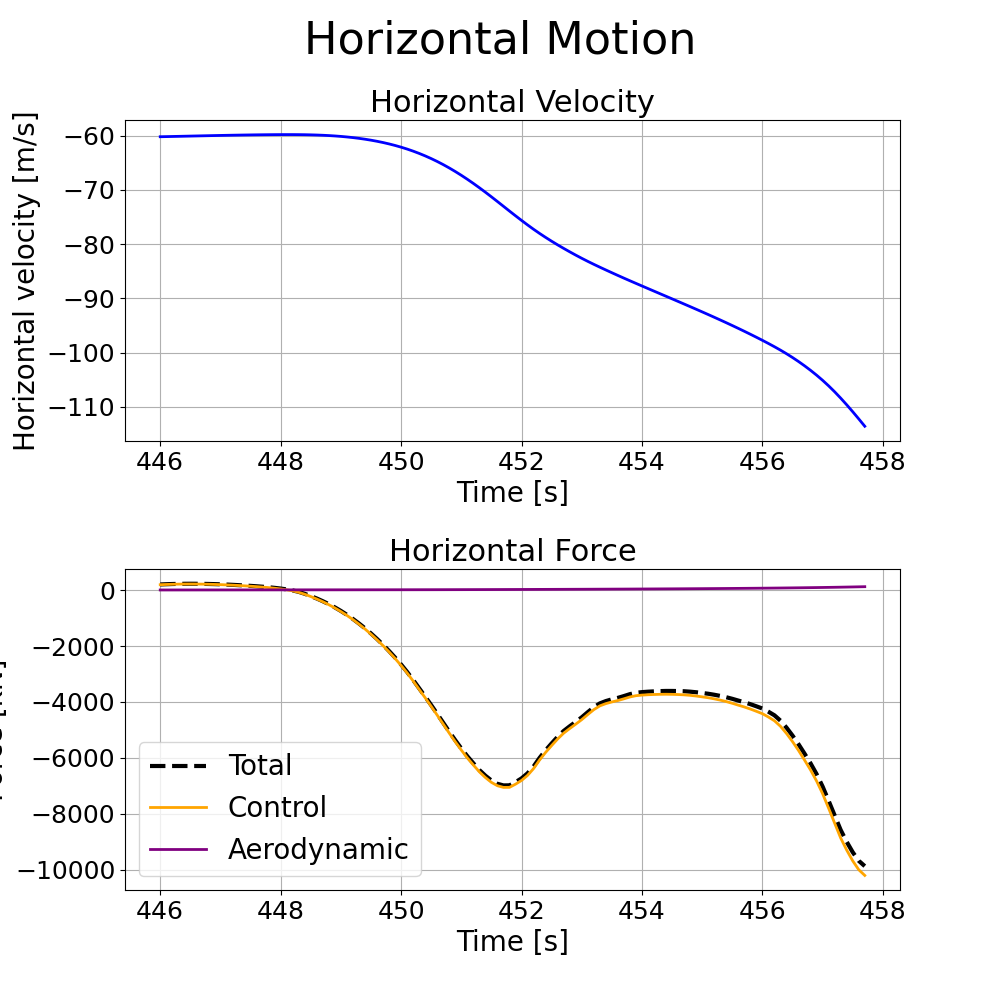 Horizontal Motion
Horizontal Velocity
Horizontal velocity [m/s]
−60
−70
−80
−90
−100
−110
446 448 450 452 454 456 458
Time [s]
Horizontal Force
0
−2000
−4000
−6000
−8000
−10000
Total
Control
Aerodynamic
446 448 450 452 454 456 458
Time [s]